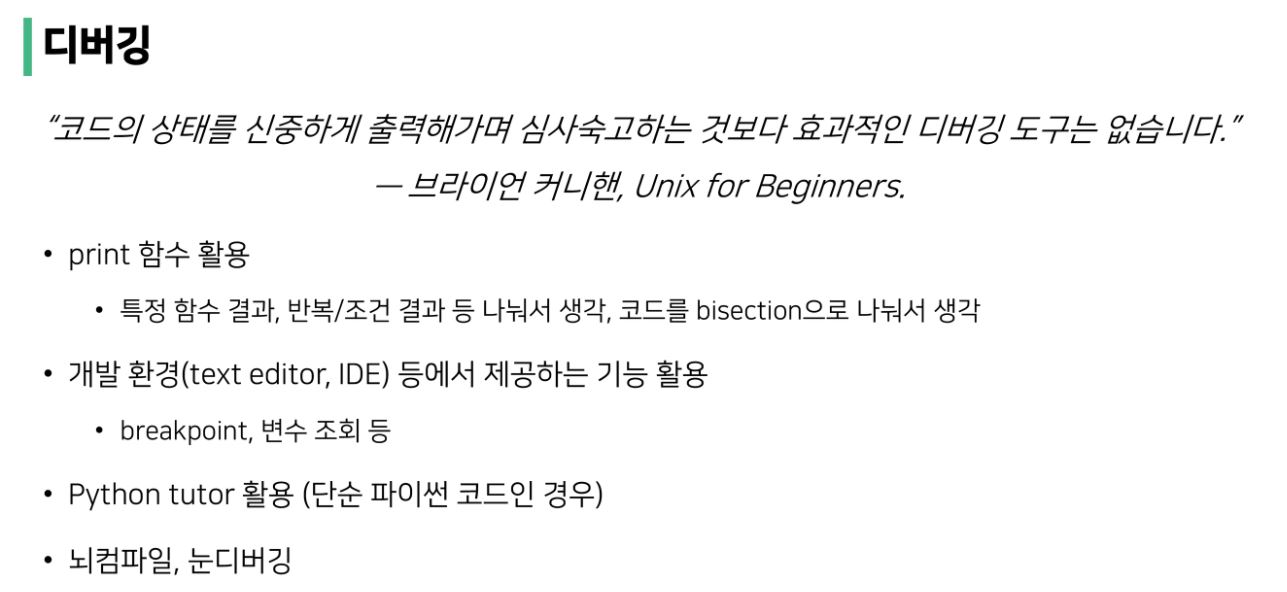 디버깅
“코드의 상태를 신중하게 출력해가며 심사숙고하는 것보다 효과적인 디버깅 도구는 없습니다.”
— 브라이언 커니핸, Unix for Beginners.
• print 함수 활용
• 특정 함수 결과, 반복/조건 결과 등 나눠서 생각, 코드를 bisection으로 나눠서 생각
• 개발 환경(text editor, IDE) 등에서 제공하는 기능 활용
• breakpoint, 변수 조회 등
• Python tutor 활용 (단순 파이썬 코드인 경우)
• 뇌컴파일, 눈디버깅